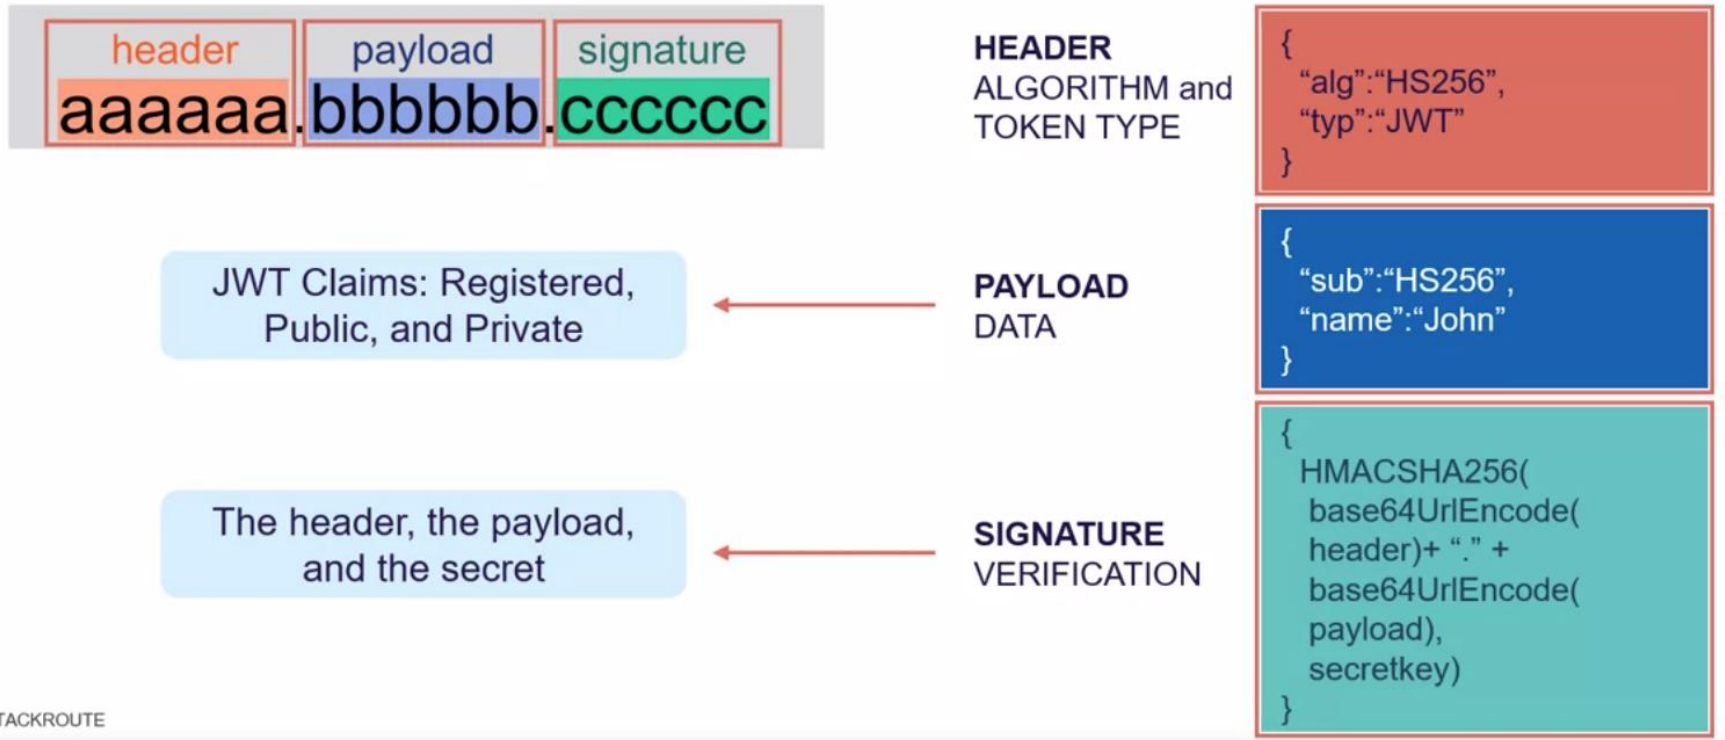 header payload signature
aaaaaa.bbbbbb.cccccc
HEADER
ALGORITHM and
TOKEN TYPE
{
“alg”:“HS256”,
“typ”:“JWT”
}
JWT Claims: Registered,
Public, and Private
PAYLOAD
DATA
{
“sub”:“HS256”,
“name”:“John”
}
The header, the payload,
and the secret
SIGNATURE
VERIFICATION
{
HMACSHA256(
base64UrlEncode(
header)+ “.” +
base64UrlEncode(
payload),
secretkey)
}
TACKROUTE